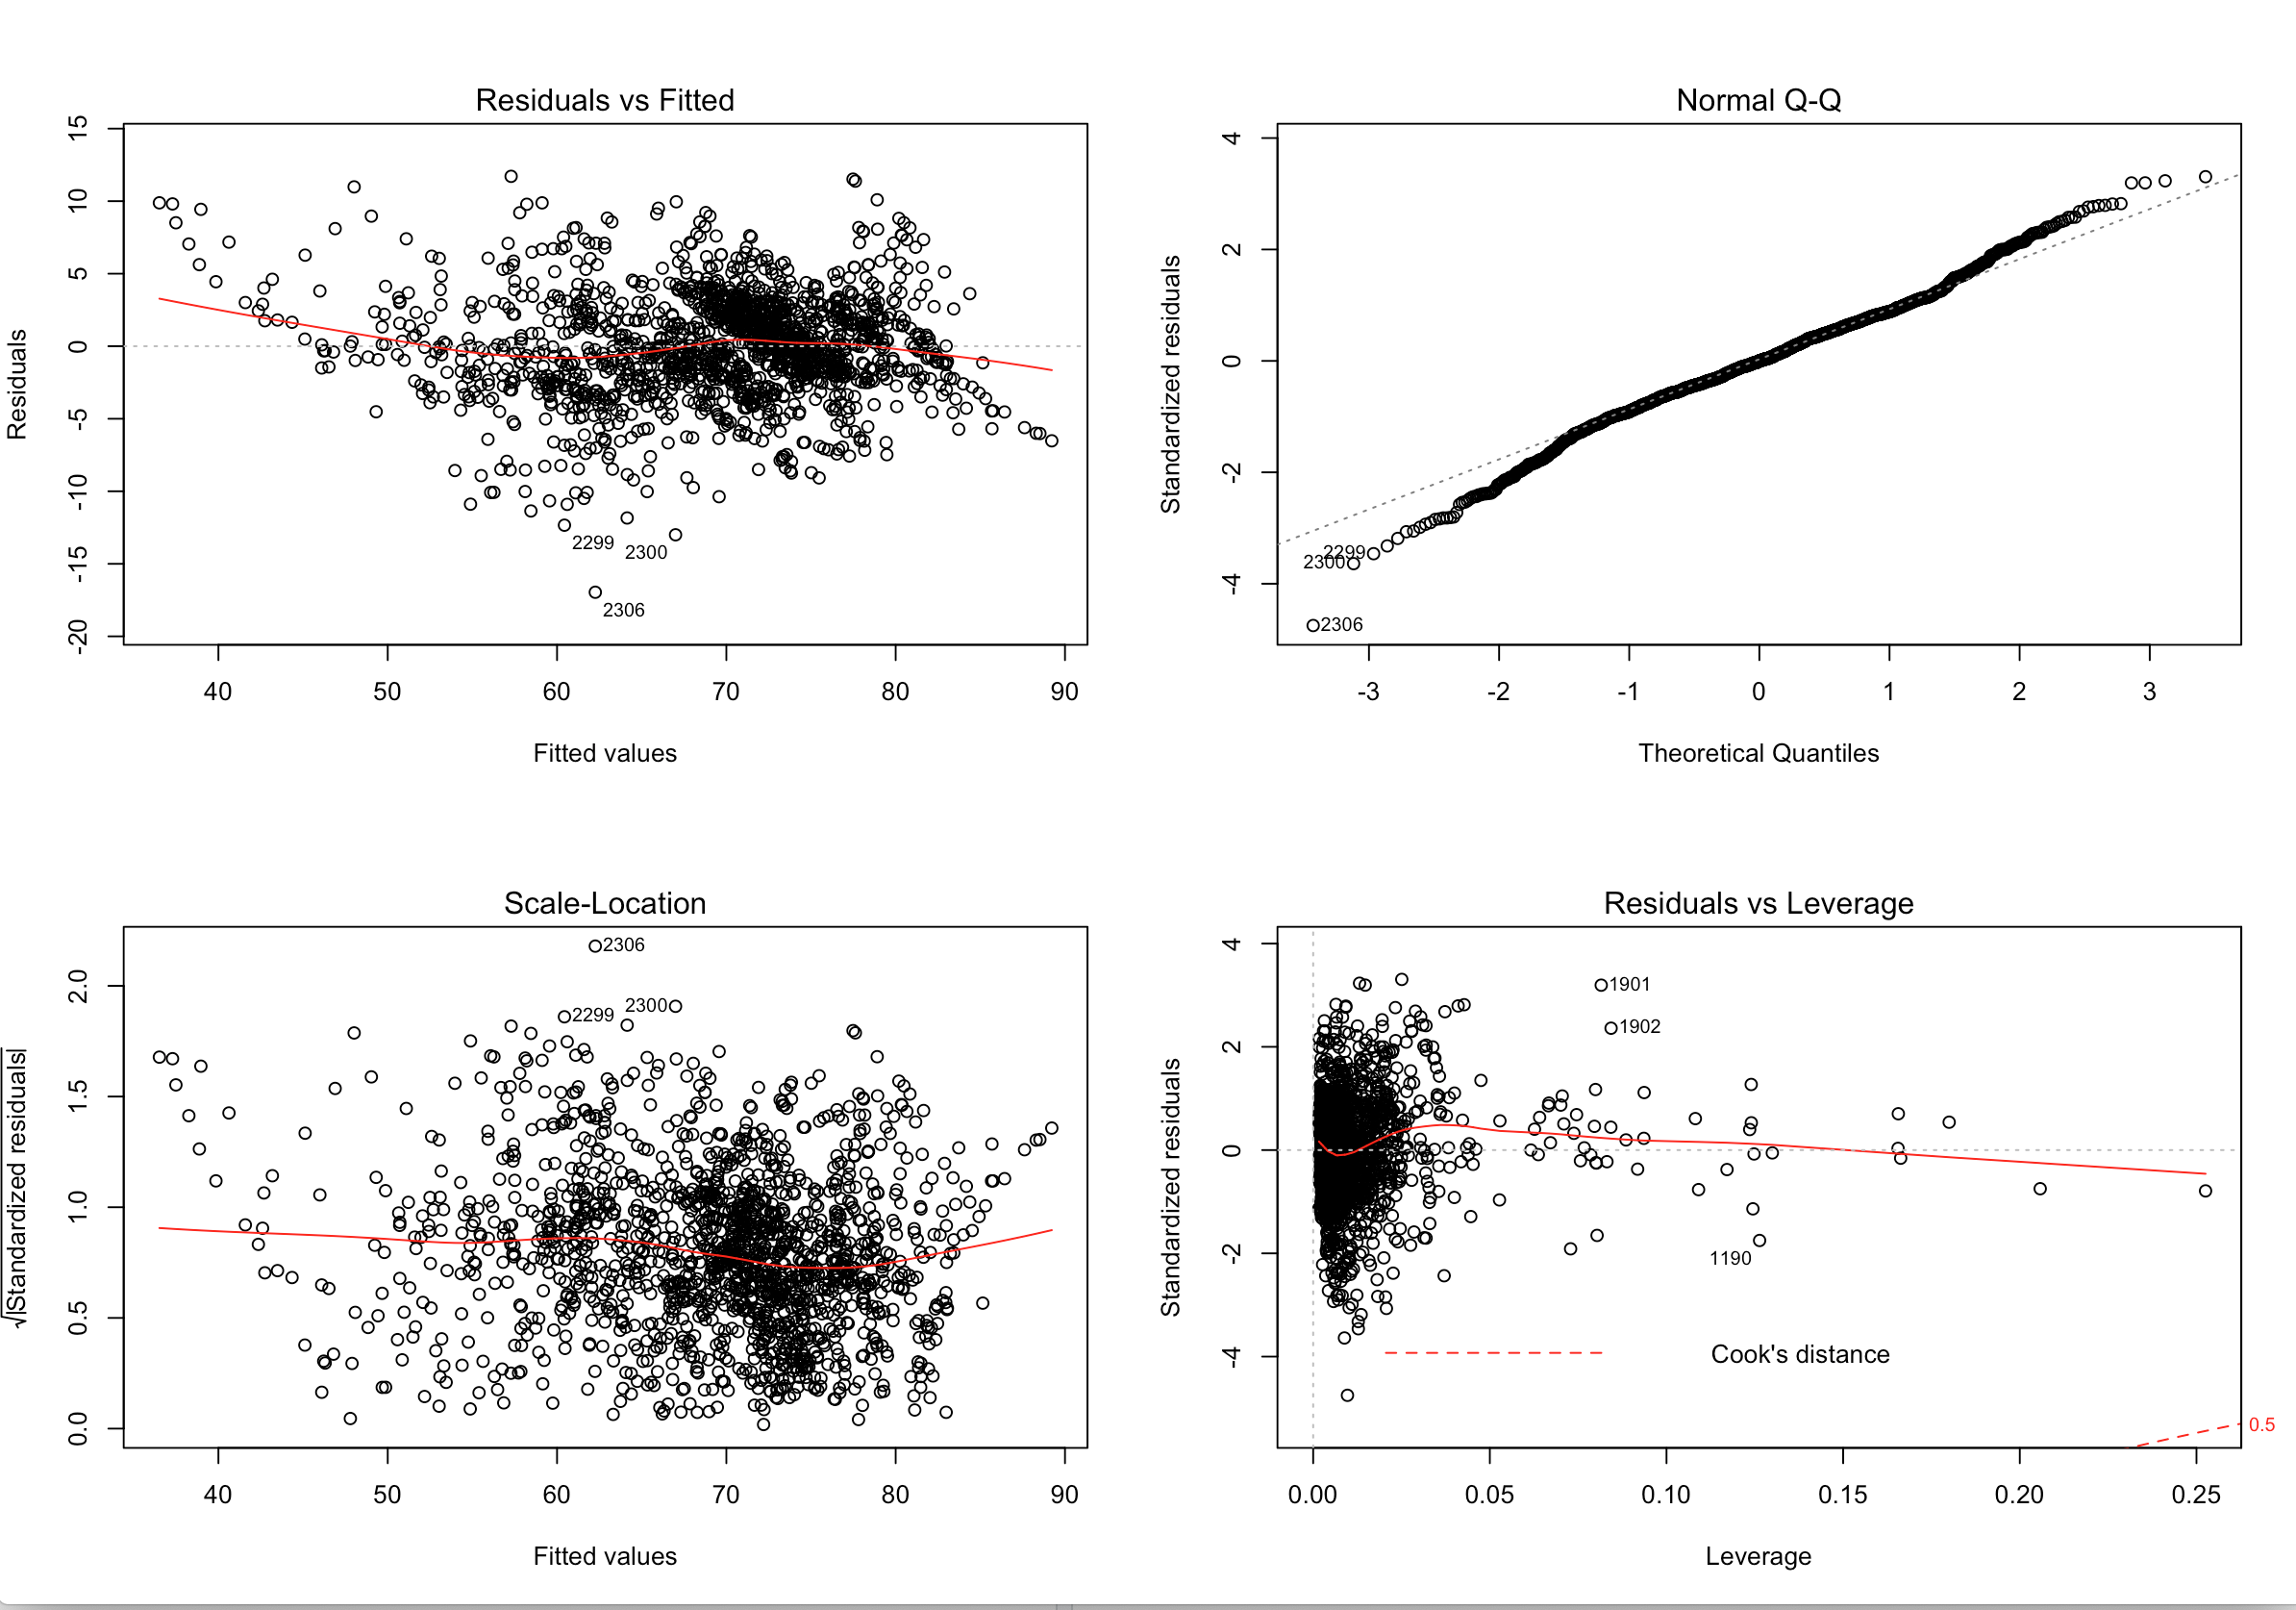 Residuals vs Fitted
Residuals
15
10
5
0
-5
-10
-15
-20
2299
2300
2306
40 50 60 70 80 90
Fitted values
Normal Q-Q
Standardized residuals
4
2
0
-2
-4
2299
2300
2306
-3 -2 -1 0 1 2 3
Theoretical Quantiles
Scale-Location
√|Standardized residuals|
2.0
1.5
1.0
0.5
0.0
2306
2300
2299
40 50 60 70 80 90
Fitted values
Residuals vs Leverage
Standardized residuals
4
2
0
-2
-4
1901
1902
1190
Cook's distance
0.5
0.00 0.05 0.10 0.15 0.20 0.25
Leverage